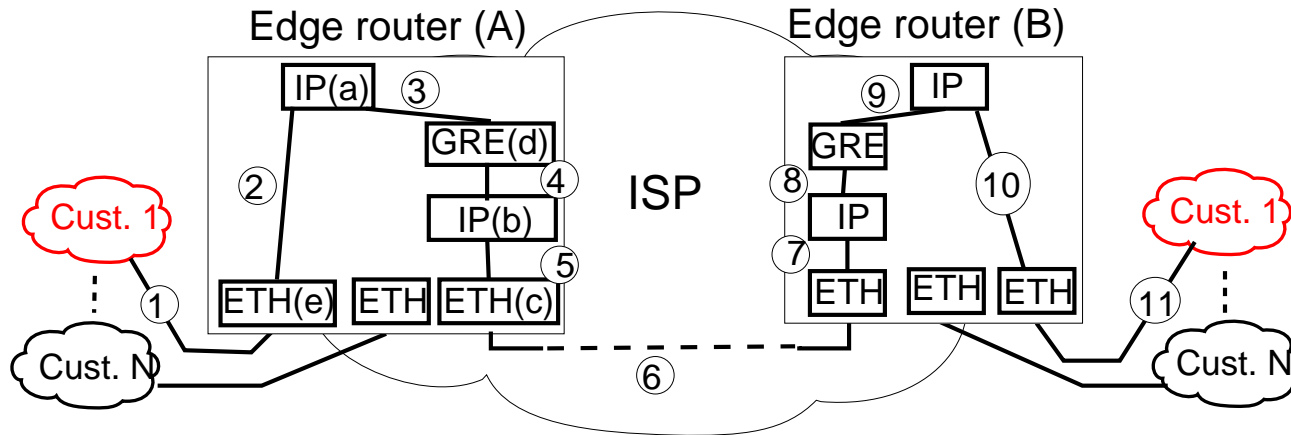 Edge router (A)
Edge router (B)
IP(a)
3
9
IP
GRE(d)
GRE
2
4
ISP
8
10
Cust. 1
IP(b)
IP
Cust. 1
5
7
1
ETH(e)
ETH
ETH(c)
ETH
ETH
ETH
11
Cust. N
6
Cust. N